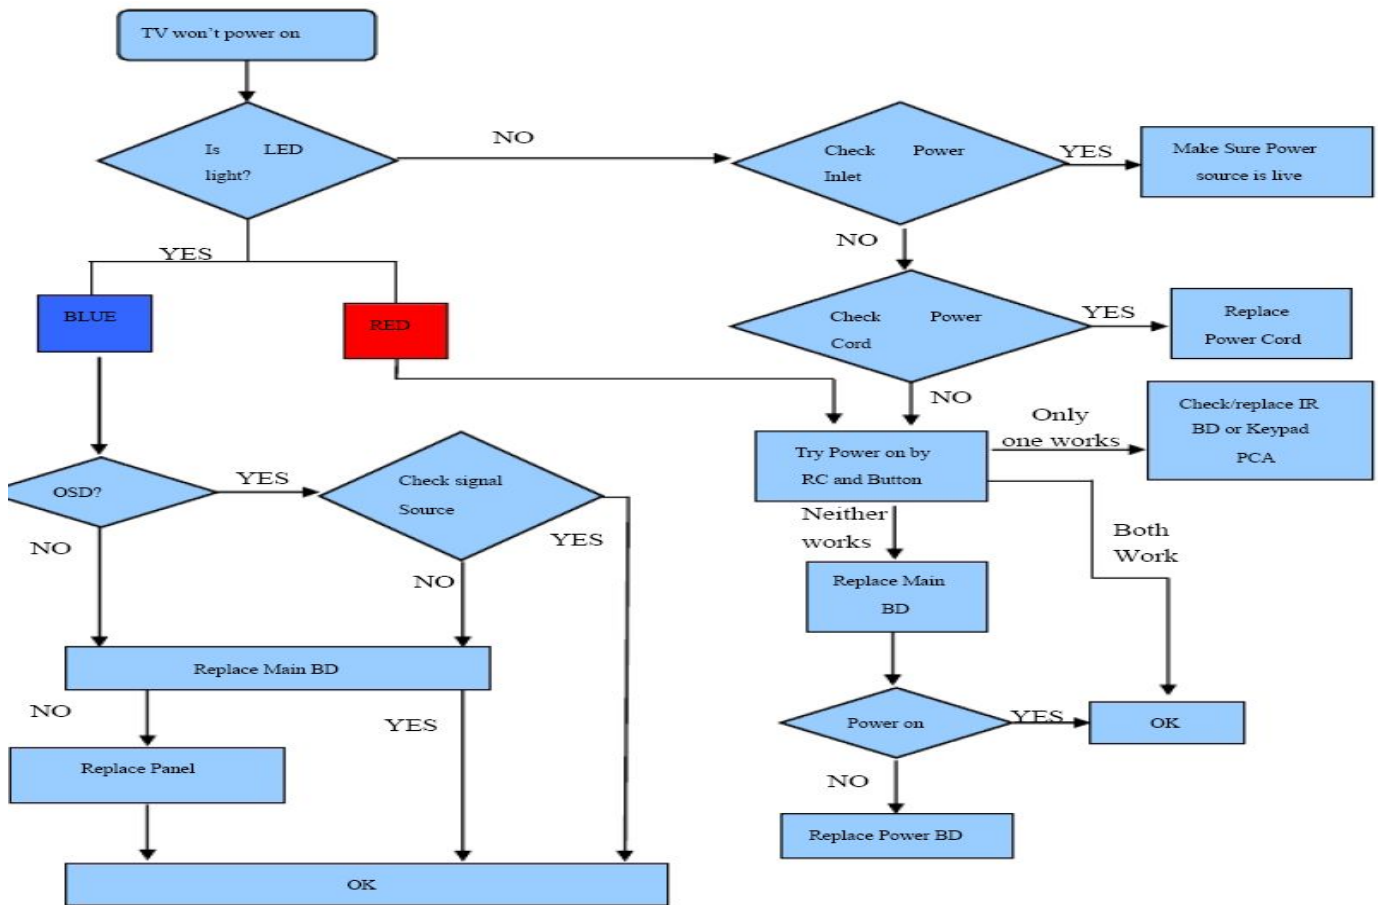 TV won't power on
Is LED
light?
NO
Check Power
Inlet
YES
Make Sure Power
source is live
YES
NO
BLUE
RED
Check Power
Cord
YES
Replace
Power Cord
NO
Only
one works
Check/replace IR
BD or Keypad
PCA
Try Power on by
RC and Button
OSD?
YES
Check signal
Source
YES
NO
NO
Neither
works
Both
Work
Replace Main
BD
Replace Main BD
NO
YES
Power on
YES
OK
Replace Panel
NO
Replace Power BD
OK